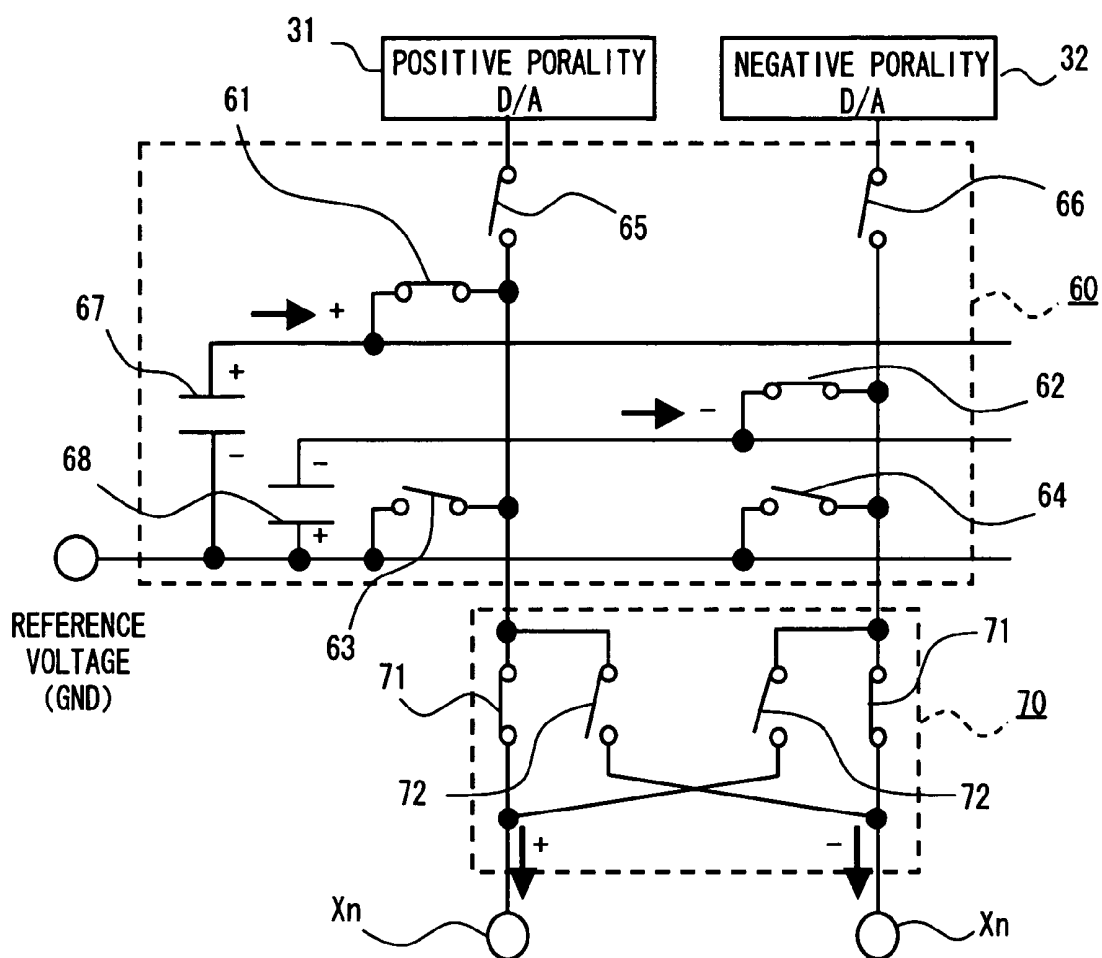 31
POSITIVE PORALITY
D/A
NEGATIVE PORALITY
D/A
32
61
65
66
67
+
60
+
62
-
-
68
-
64
+
REFERENCE
VOLTAGE
(GND)
63
71
71
70
72
72
+
-
Xn
Xn